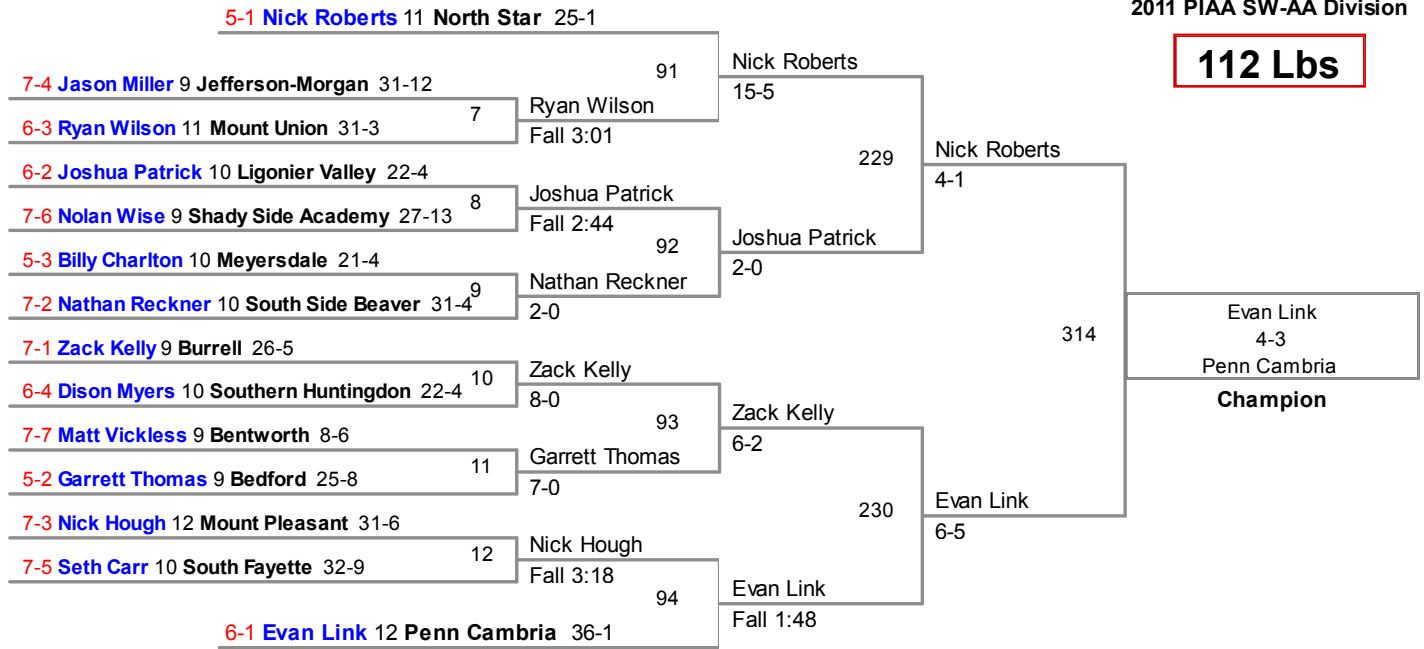 2011 PIAA SW-AA Division
112 Lbs
5-1 Nick Roberts 11 North Star 25-1
7-4 Jason Miller 9 Jefferson-Morgan 31-12
6-3 Ryan Wilson 11 Mount Union 31-3
6-2 Joshua Patrick 10 Ligonier Valley 22-4
7-6 Nolan Wise 9 Shady Side Academy 27-13
5-3 Billy Charlton 10 Meyersdale 21-4
7-2 Nathan Reckner 10 South Side Beaver 31-4
7-1 Zack Kelly 9 Burrell 26-5
6-4 Dison Myers 10 Southern Huntingdon 22-4
7-7 Matt Vickless 9 Bentworth 8-6
5-2 Garrett Thomas 9 Bedford 25-8
7-3 Nick Hough 12 Mount Pleasant 31-6
7-5 Seth Carr 10 South Fayette 32-9
6-1 Evan Link 12 Penn Cambria 36-1
7
8
9
10
11
12
Ryan Wilson
Fall 3:01
Joshua Patrick
Fall 2:44
Nathan Reckner
2-0
Zack Kelly
8-0
Garrett Thomas
7-0
Nick Hough
Fall 3:18
91
92
93
94
Nick Roberts
15-5
Joshua Patrick
2-0
Zack Kelly
6-2
Evan Link
Fall 1:48
229
230
Nick Roberts
4-1
Evan Link
6-5
314
Evan Link
4-3
Penn Cambria
Champion